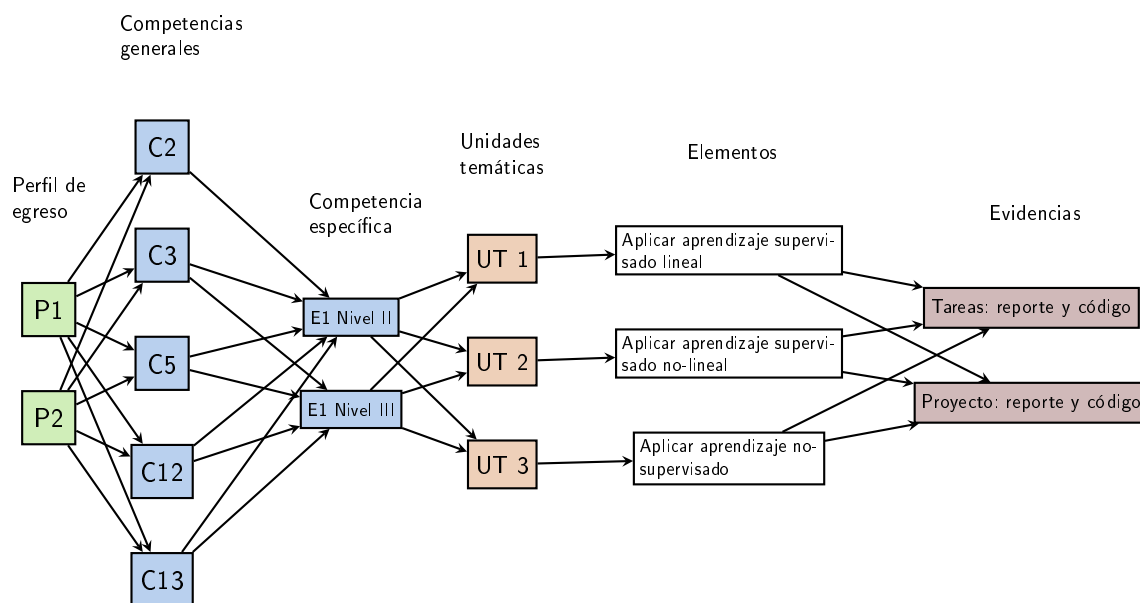 Competencias
generales
C2
Unidades
temáticas
Elementos
Perfil de
egreso
Competencia
específica
Evidencias
C3
UT 1
Aplicar aprendizaje supervi-
sado lineal
P1
E1 Nivel II
Tareas: reporte y código
C5
UT 2
Aplicar aprendizaje supervi-
sado no-lineal
P2
E1 Nivel III
Proyecto: reporte y código
C12
UT 3
Aplicar aprendizaje no-
supervisado
C13